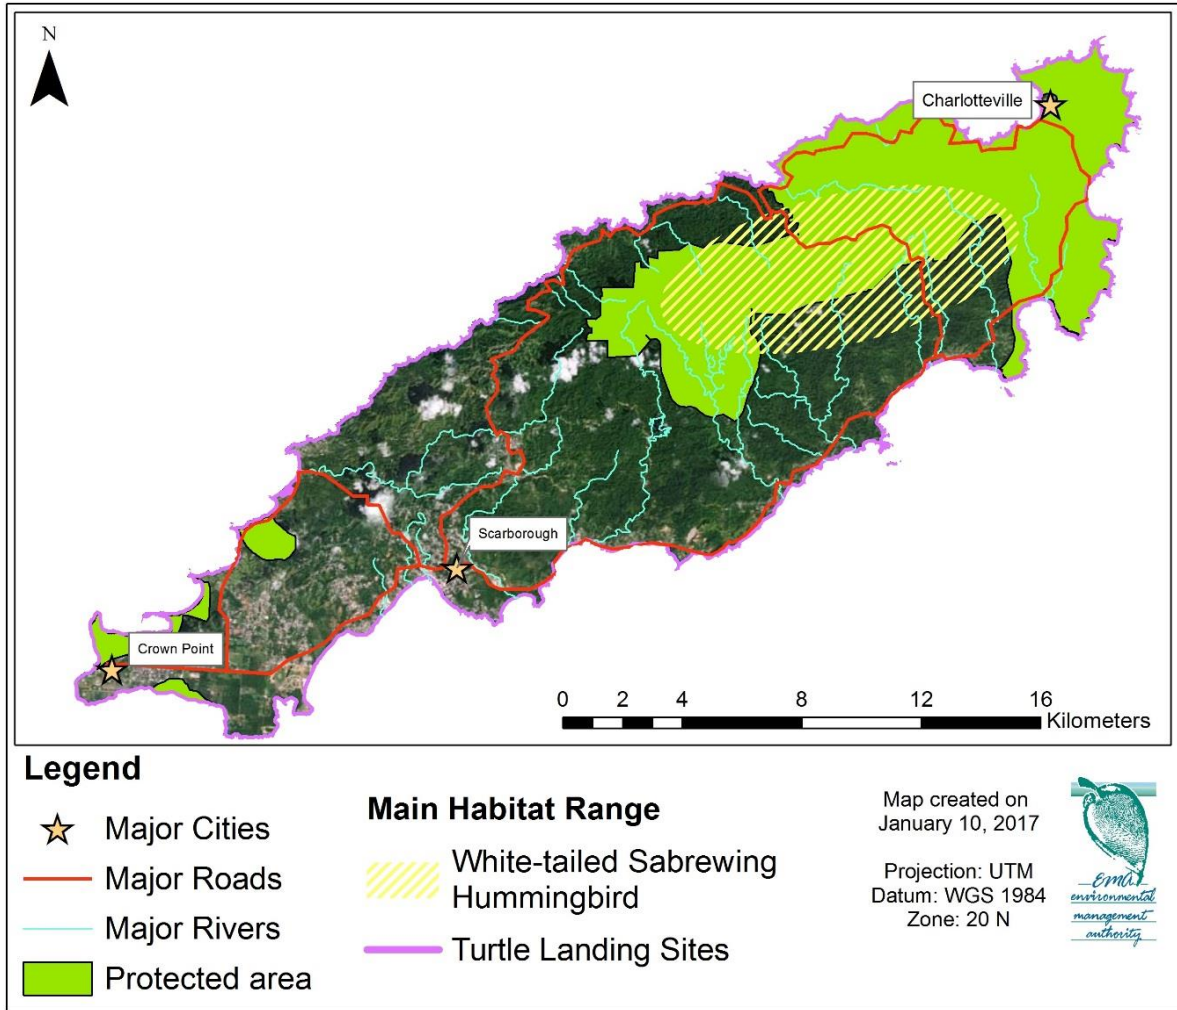 N
Charlotteville
Scarborough
Crown Point
0 2 4 8 12 16
Kilometers
Legend
Major Cities
Major Roads
Major Rivers
Protected area
Main Habitat Range
White-tailed Sabrewing
Hummingbird
Turtle Landing Sites
Map created on
January 10, 2017
Projection: UTM
Datum: WGS 1984
Zone: 20 N
EMA
environmental
management
authority